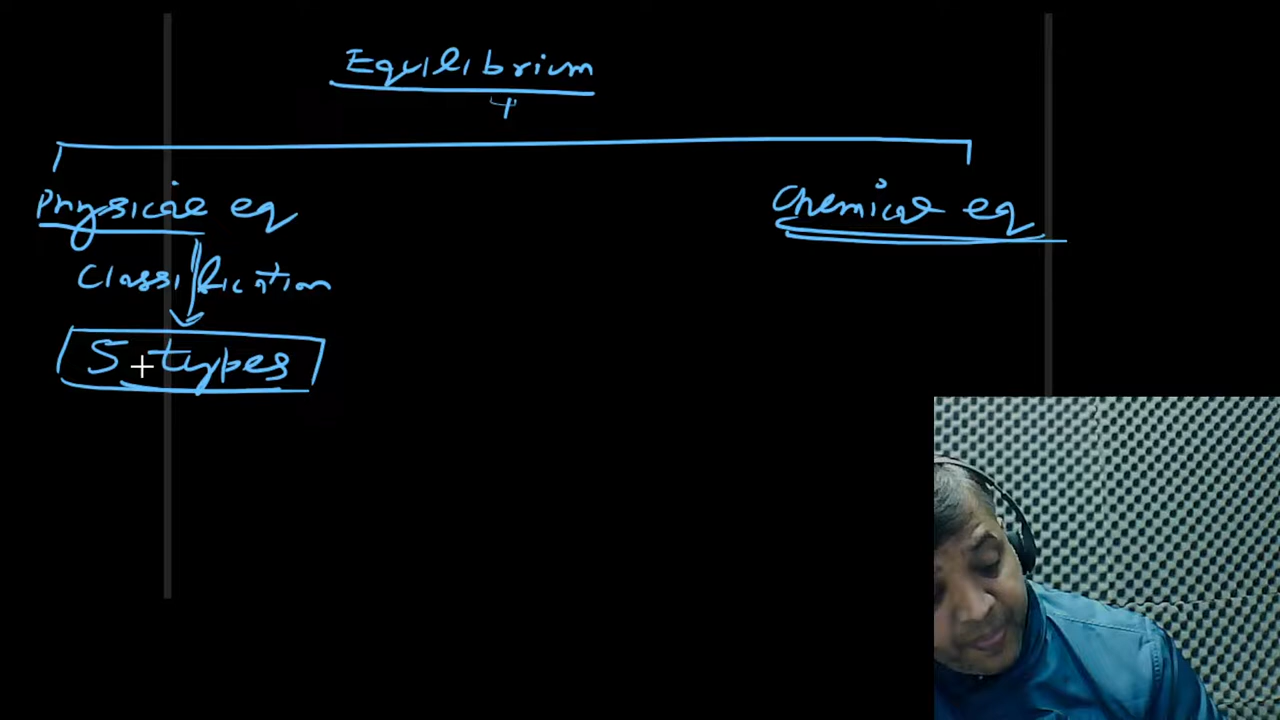 Equilibrium
Physical eq
Chemical eq
Classification
5 types